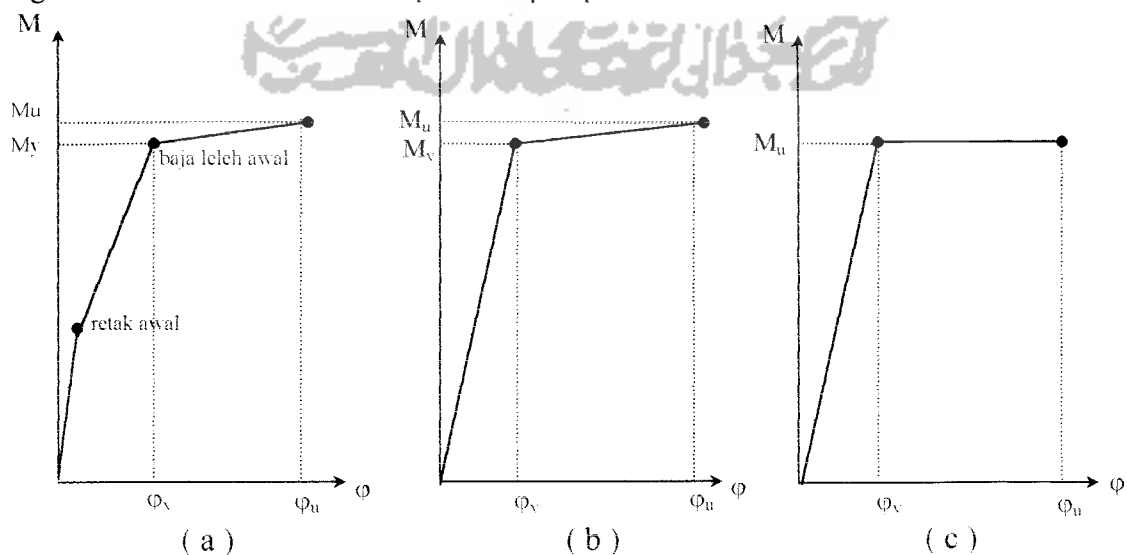 M
Mu
My
baja leleh awal
retak awal
φy
φu
φ
( a )
M
Mu
My
φy
φu
φ
( b )
M
Mu
φy
φu
φ
( c )